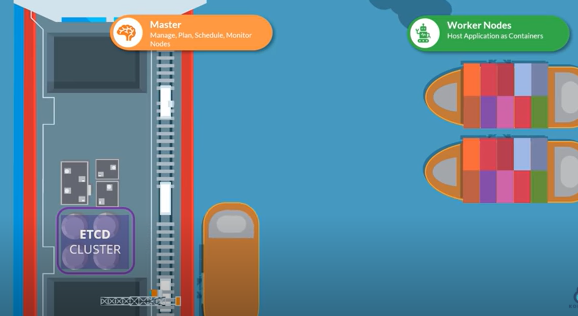 Master
Manage, Plan, Schedule, Monitor
Nodes
Worker Nodes
Host Application as Containers
ETCD
CLUSTER